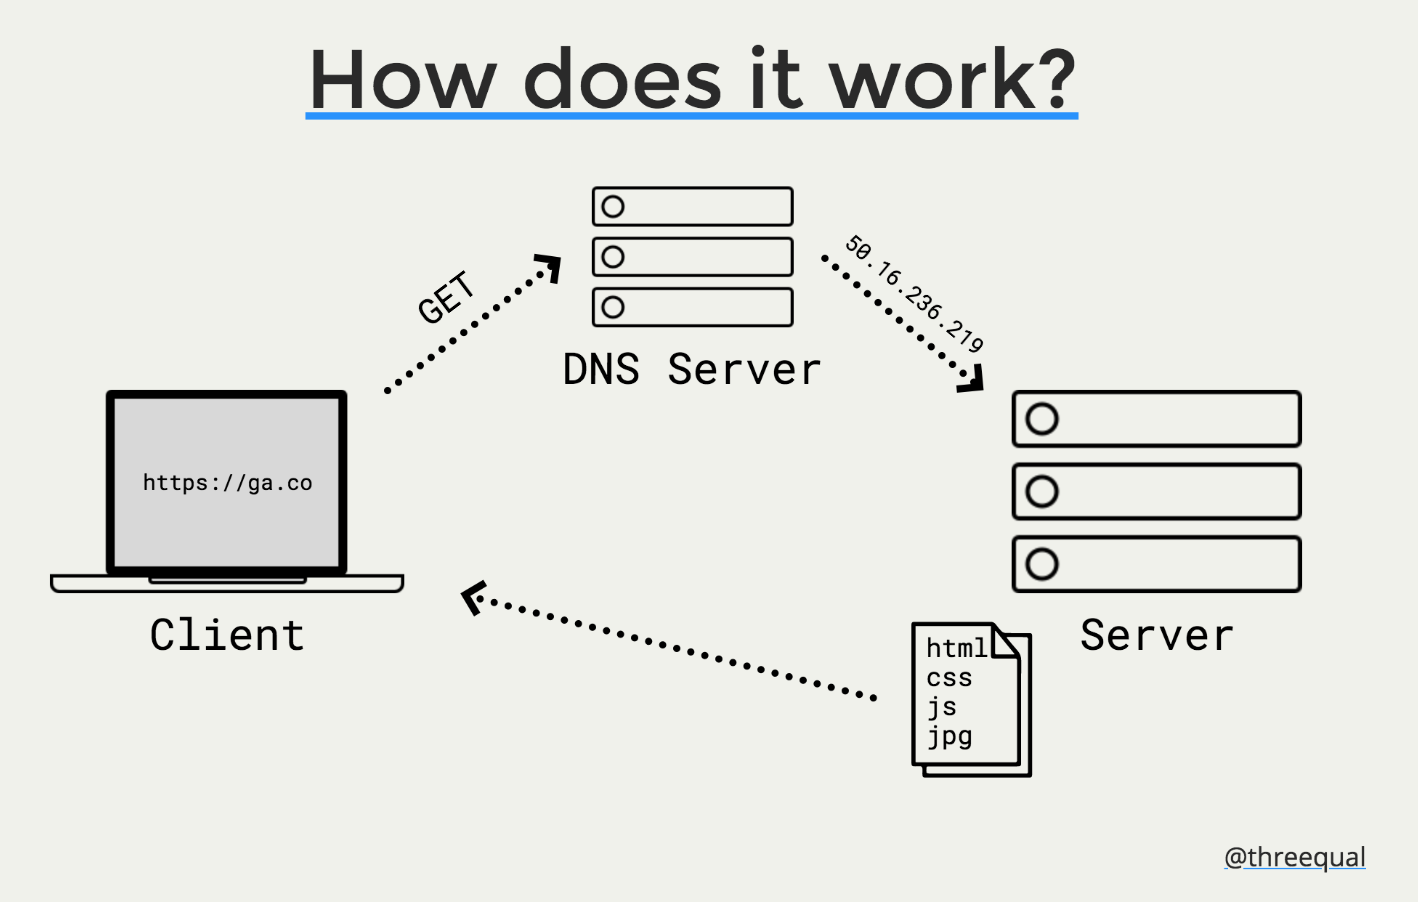 How does it work?
GET
50.16.236.219
DNS Server
https://ga.co
Client
Server
html
css
js
jpg
@threequal